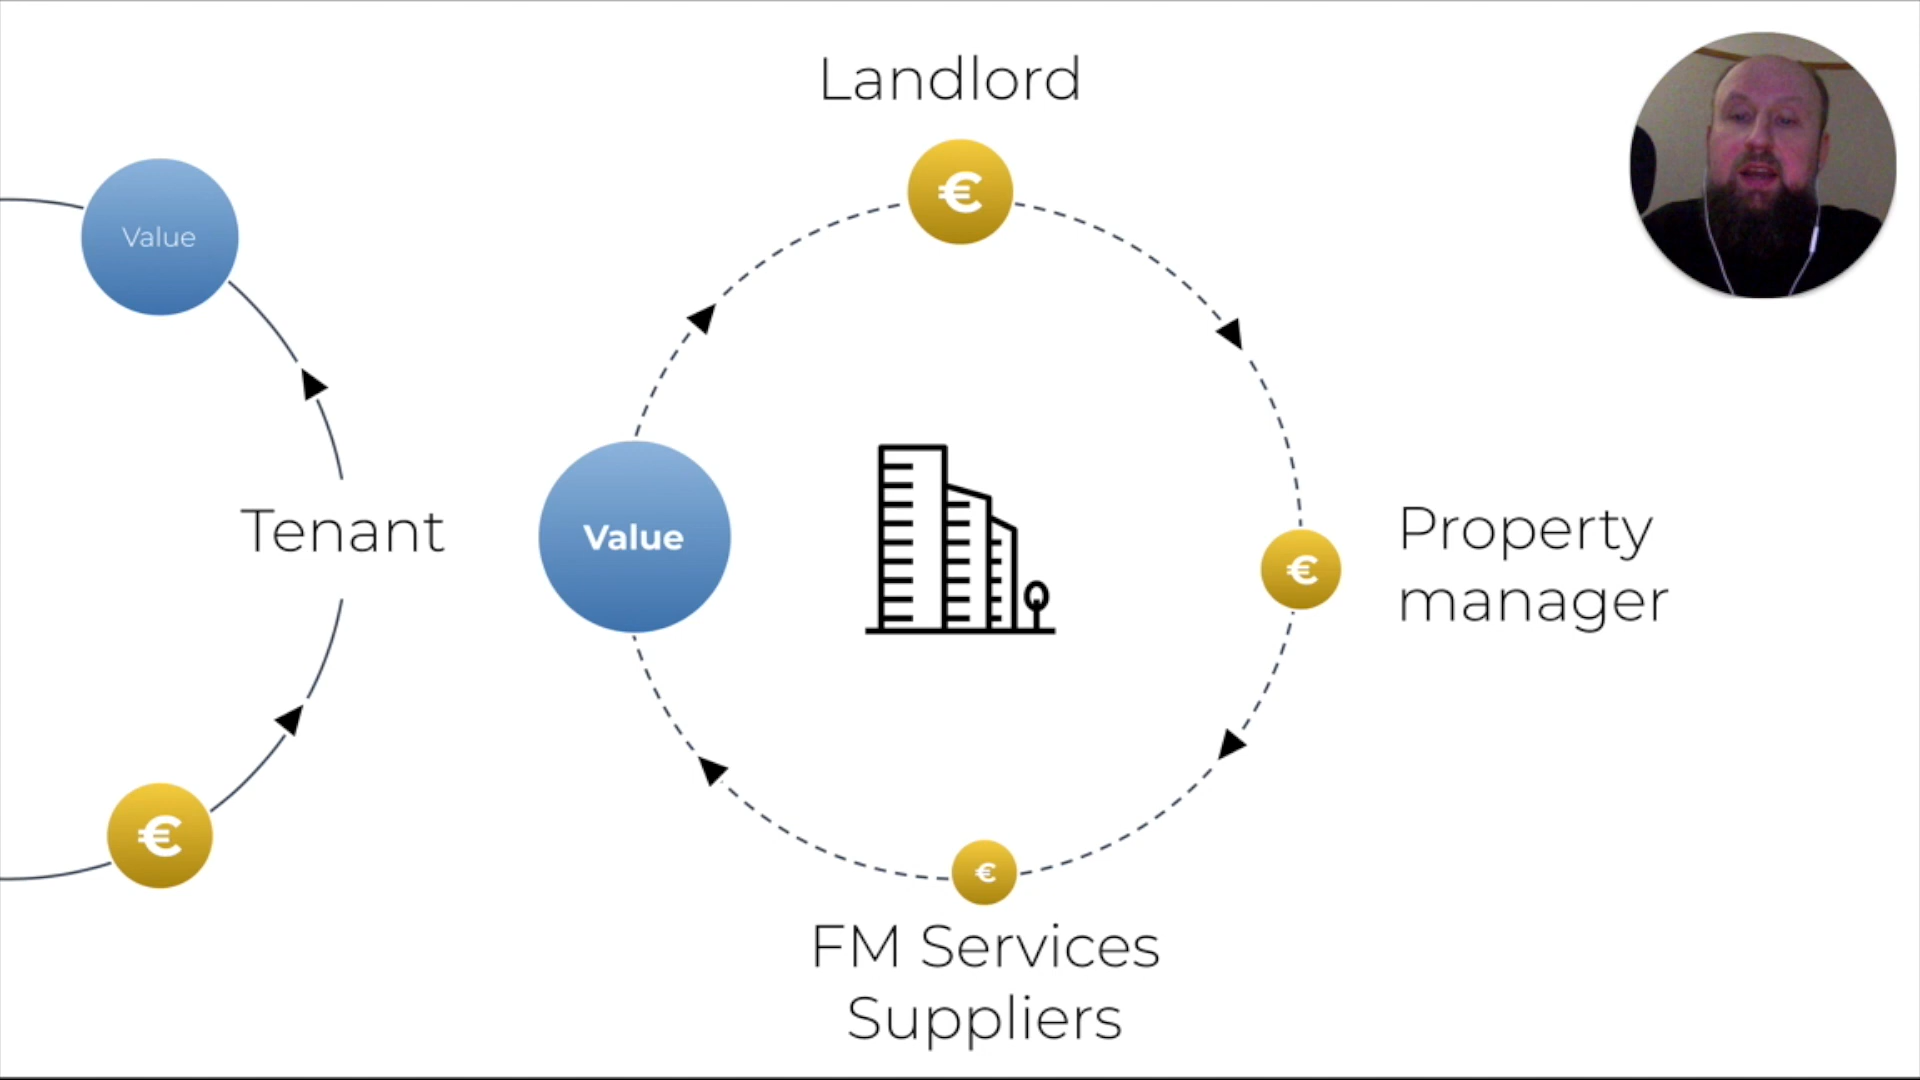 Landlord
€
Value
Value
Tenant
€
Property
manager
€
€
FM Services
Suppliers